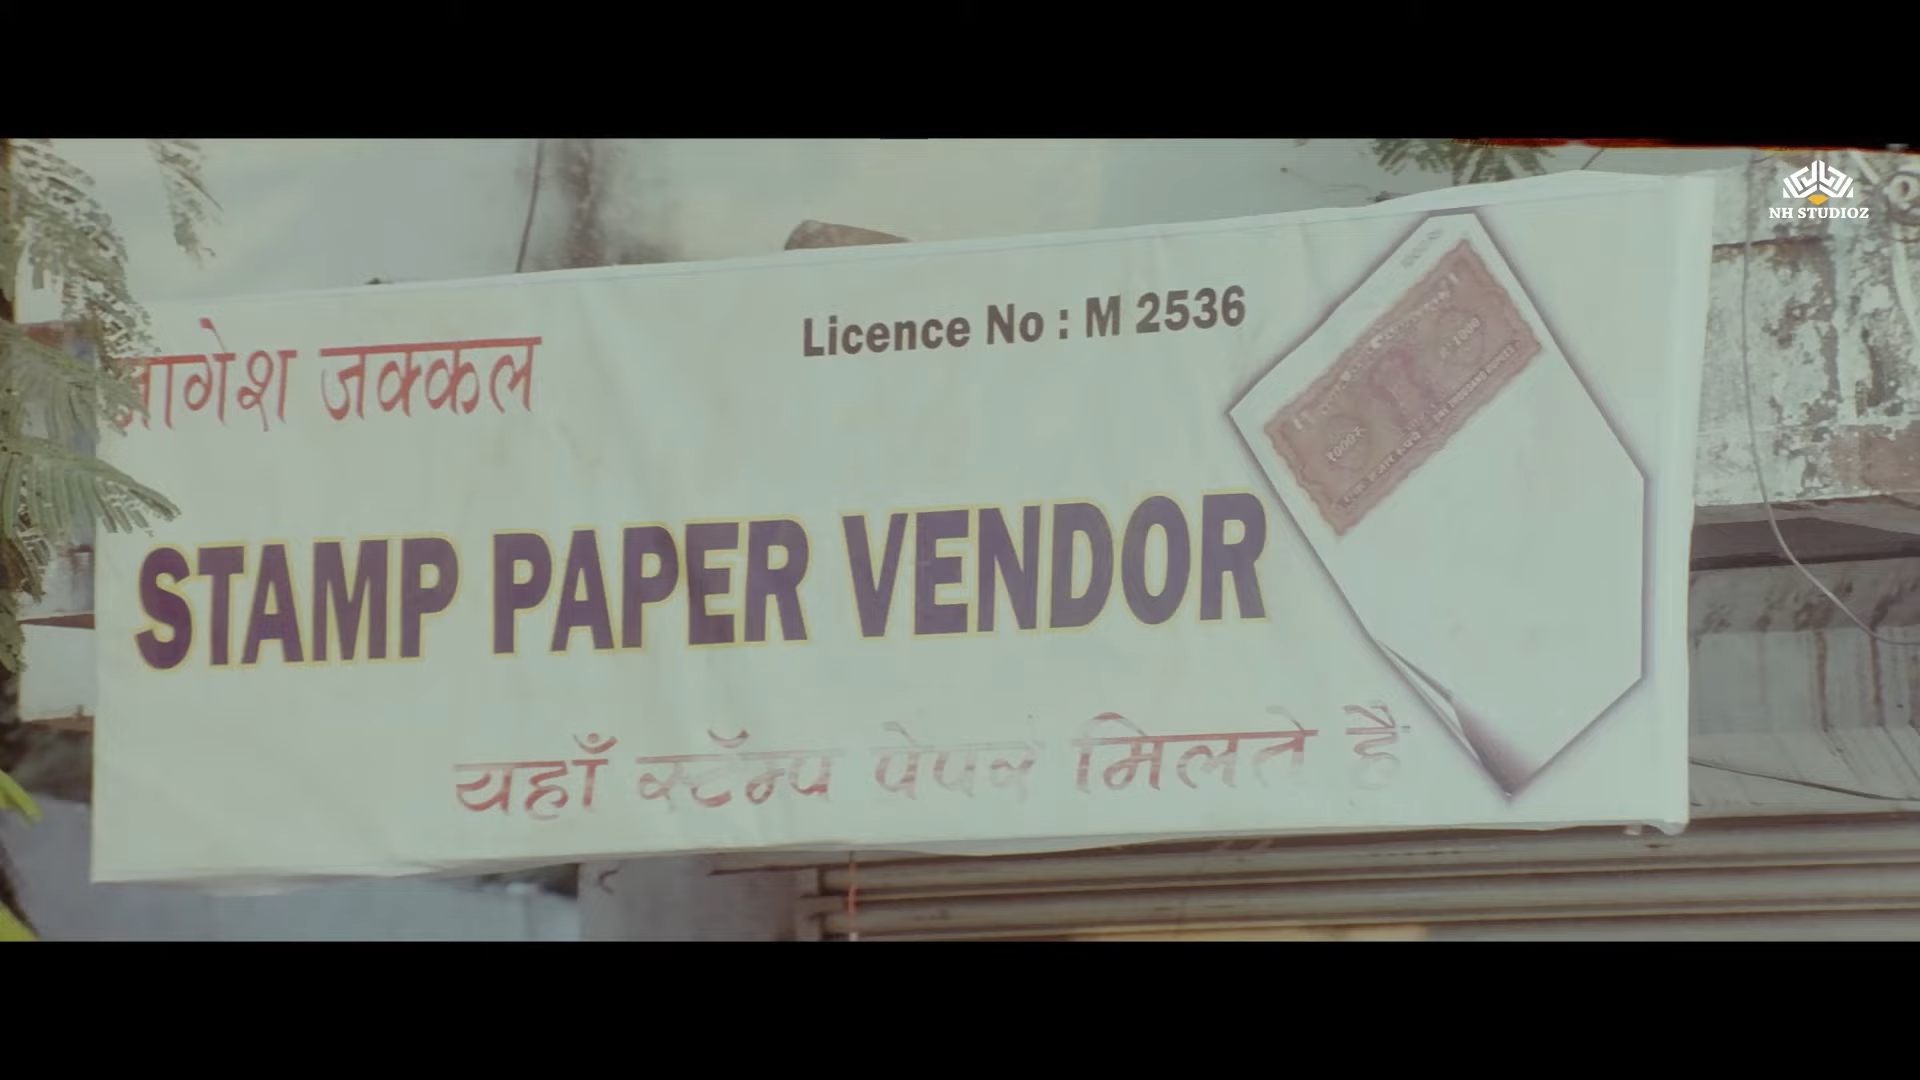 नागेश जक्कल
Licence No : M 2536
STAMP PAPER VENDOR
यहाँ स्टॅम्प पेपर मिलते हैं
NH STUDIOZ